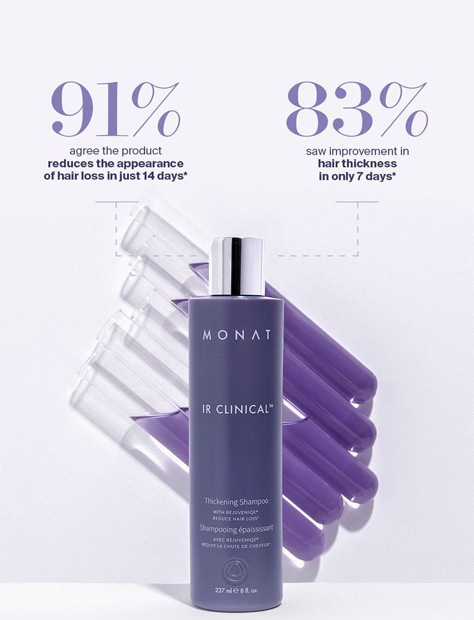 91%
agree the product
reduces the appearance
of hair loss in just 14 days*
83%
saw improvement in
hair thickness
in only 7 days*
MONAT
IR CLINICAL™
Thickening Shampoo
WITH REJUVENIQE®
REDUCE HAIR LOSS*
Shampooing épaississant
AVEC REJUVENIQE®
RÉDUIT LA CHUTE DE CHEVEUX*
237 ml ℮ 8 fl. oz.